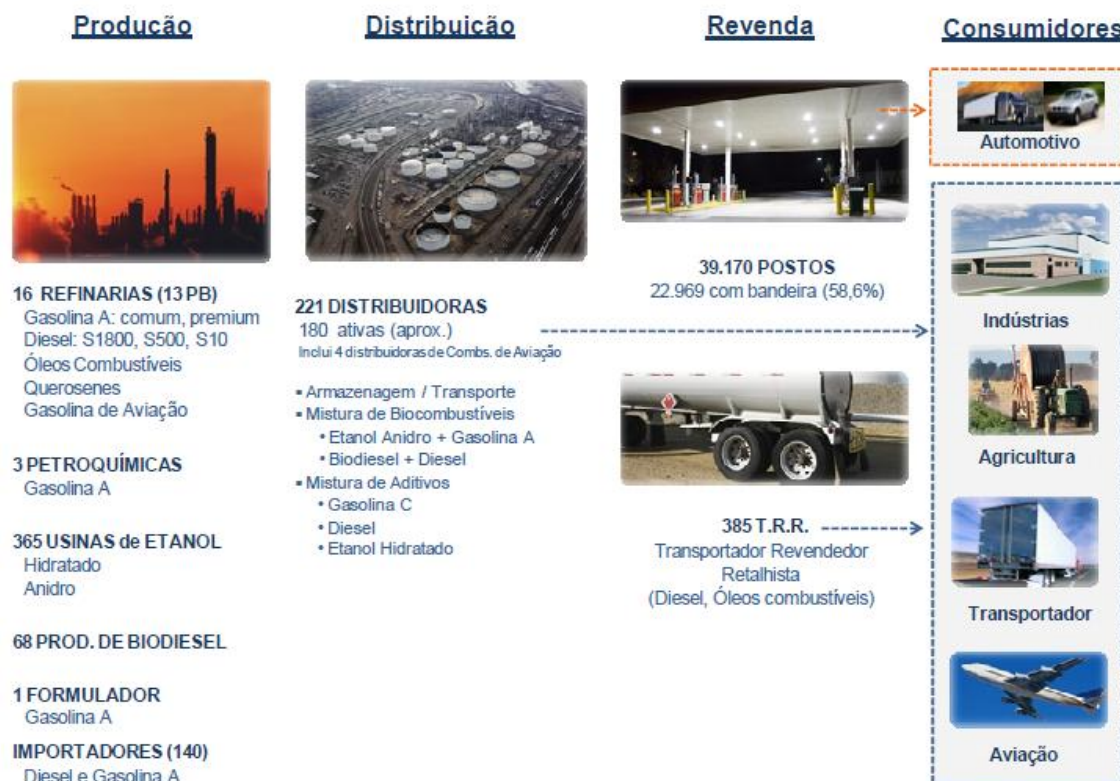 Produção
16 REFINARIAS (13 PB)
Gasolina A: comum, premium
Diesel: S1800, S500, S10
Óleos Combustíveis
Querosenes
Gasolina de Aviação
3 PETROQUÍMICAS
Gasolina A
365 USINAS de ETANOL
Hidratado
Anidro
68 PROD. DE BIODIESEL
1 FORMULADOR
Gasolina A
IMPORTADORES (140)
Diesel e Gasolina A
Distribuição
221 DISTRIBUIDORAS
180 ativas (aprox.)
Inclui 4 distribuidoras de Combs. de Aviação
▪ Armazenagem / Transporte
▪ Mistura de Biocombustíveis
• Etanol Anidro + Gasolina A
• Biodiesel + Diesel
▪ Mistura de Aditivos
• Gasolina C
• Diesel
• Etanol Hidratado
Revenda
39.170 POSTOS
22.969 com bandeira (58,6%)
385 T.R.R.
Transportador Revendedor
Retalhista
(Diesel, Óleos combustíveis)
Consumidores
Automotivo
Indústrias
Agricultura
Transportador
Aviação